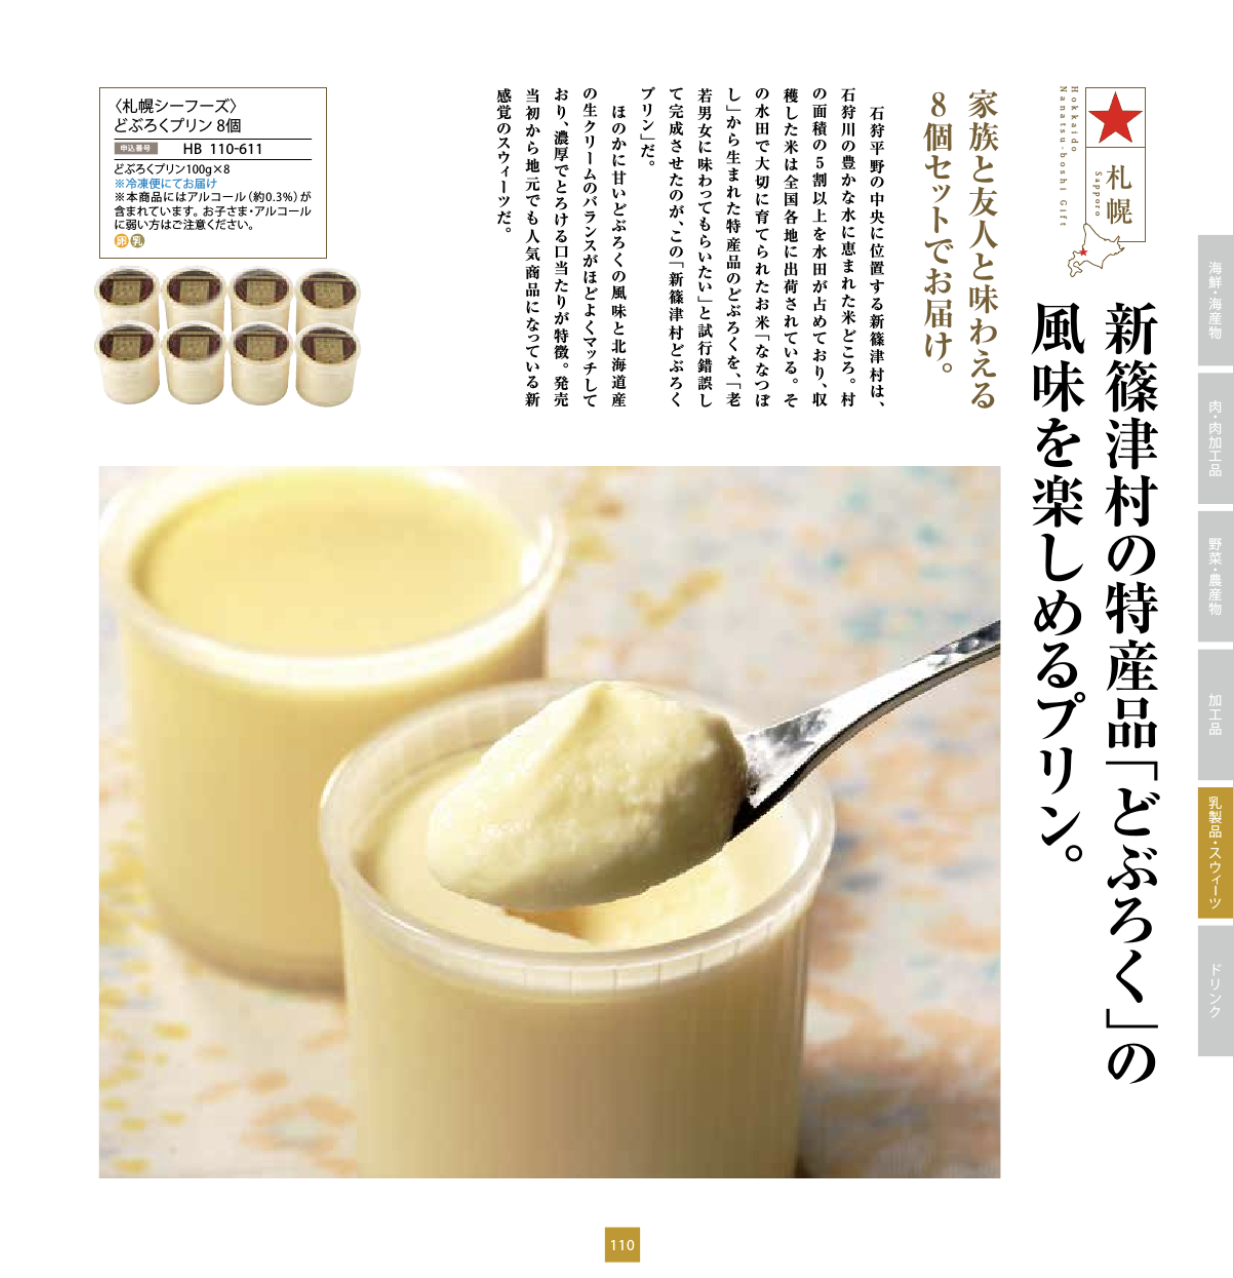 Hokkaido
Nanatsu-boshi Gift
札幌
Sapporo
新篠津村の特産品「どぶろく」の
風味を楽しめるプリン。
家族と友人と味わえる
8個セットでお届け。
石狩平野の中央に位置する新篠津村は、
石狩川の豊かな水に恵まれた米どころ。村
の面積の5割以上を水田が占めており、収
穫した米は全国各地に出荷されている。そ
の水田で大切に育てられたお米「ななつぼ
し」から生まれた特産品のどぶろくを、「老
若男女に味わってもらいたい」と試行錯誤し
て完成させたのが、この「新篠津村どぶろく
プリン」だ。
ほのかに甘いどぶろくの風味と北海道産
の生クリームのバランスがほどよくマッチして
おり、濃厚でとろける口当たりが特徴。発売
当初から地元でも人気商品になっている新
感覚のスウィーツだ。
〈札幌シーフーズ〉
どぶろくプリン 8個
申込番号 HB 110-611
どぶろくプリン100g×8
※冷凍便にてお届け
※本商品にはアルコール(約0.3%)が
含まれています。お子さま・アルコール
に弱い方はご注意ください。
卵 乳
海鮮・海産物
肉・肉加工品
野菜・農産物
加工品
乳製品・スウィーツ
ドリンク
110